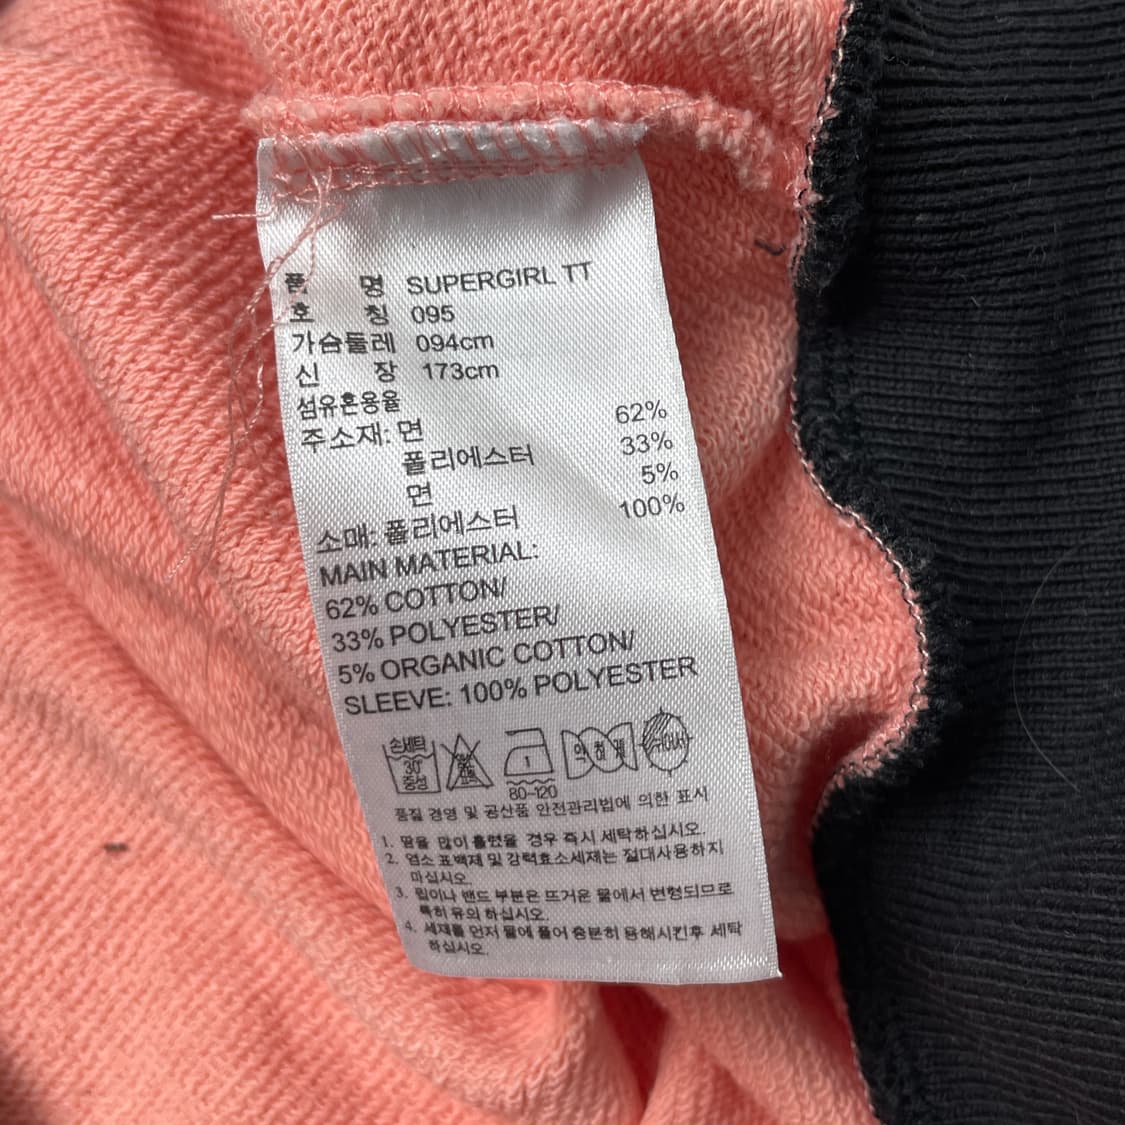 품 명 SUPERGIRL TT
호 칭 095
가슴둘레 094cm
신 장 173cm
섬유혼용율
주소재: 면 62%
폴리에스터 33%
면 5%
소매: 폴리에스터 100%
MAIN MATERIAL:
62% COTTON/
33% POLYESTER/
5% ORGANIC COTTON/
SLEEVE: 100% POLYESTER
손세탁
30°
중성
1
80-120
품질 경영 및 공산품 안전관리법에 의한 표시
1. 땀을 많이 흘렸을 경우 즉시 세탁하십시오.
2. 염소 표백제 및 강력효소세제는 절대사용하지
마십시오.
3. 립이나 밴드 부분은 뜨거운 물에서 변형되므로
특히 유의 하십시오.
4. 세제를 먼저 물에 풀어 충분히 용해시킨후 세탁
하십시오.